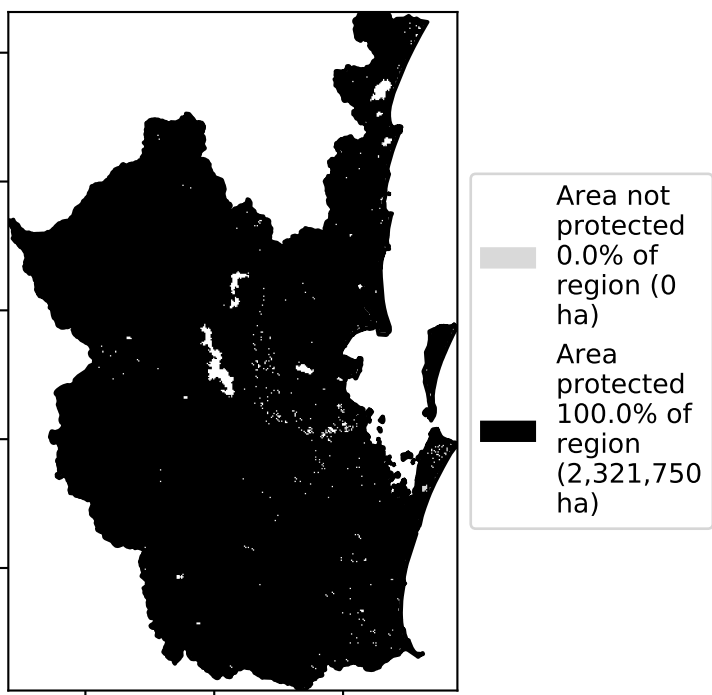 Area not
protected
0.0% of
region (0
ha)
Area
protected
100.0% of
region
(2,321,750
ha)